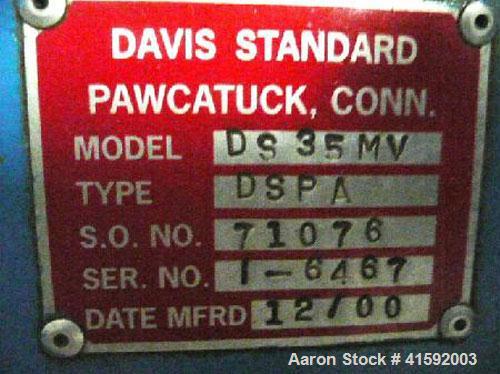 DAVIS STANDARD
PAWCATUCK, CONN.
MODEL DS 35MV
TYPE DSPA
S.O. NO. 71076
SER. NO. I-6467
DATE MFRD 12/00
Aaron Stock # 41592003